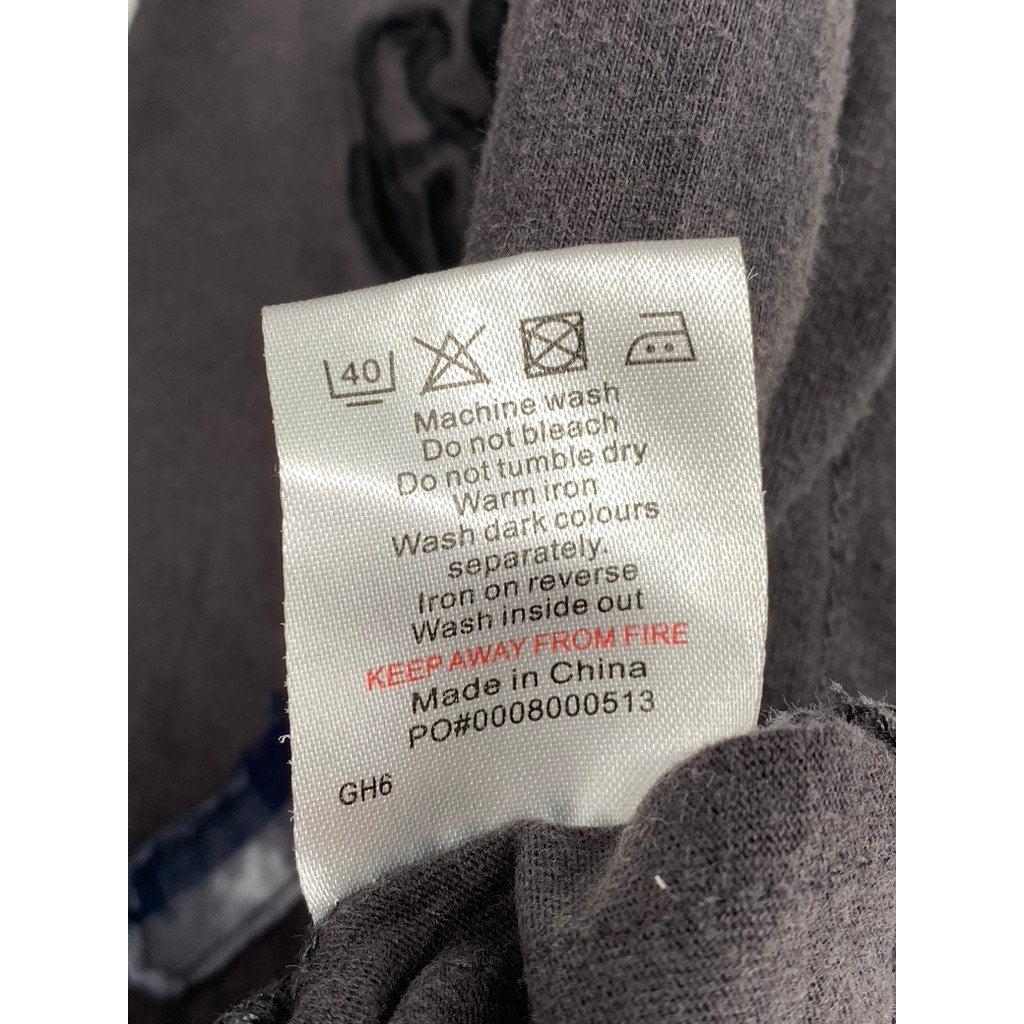 40
Machine wash
Do not bleach
Do not tumble dry
Warm iron
Wash dark colours
separately.
Iron on reverse
Wash inside out
KEEP AWAY FROM FIRE
Made in China
PO#0008000513
GH6